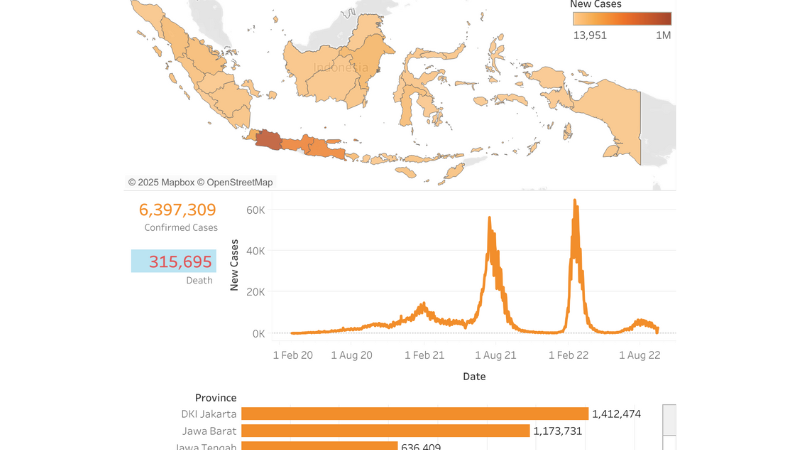 New Cases
13,951 1M
Indonesia
© 2025 Mapbox © OpenStreetMap
6,397,309
Confirmed Cases
315,695
Death
New Cases
60K
40K
20K
0K
1 Feb 20 1 Aug 20 1 Feb 21 1 Aug 21 1 Feb 22 1 Aug 22
Date
Province
DKI Jakarta 1,412,474
Jawa Barat 1,173,731
Jawa Tengah 636,409